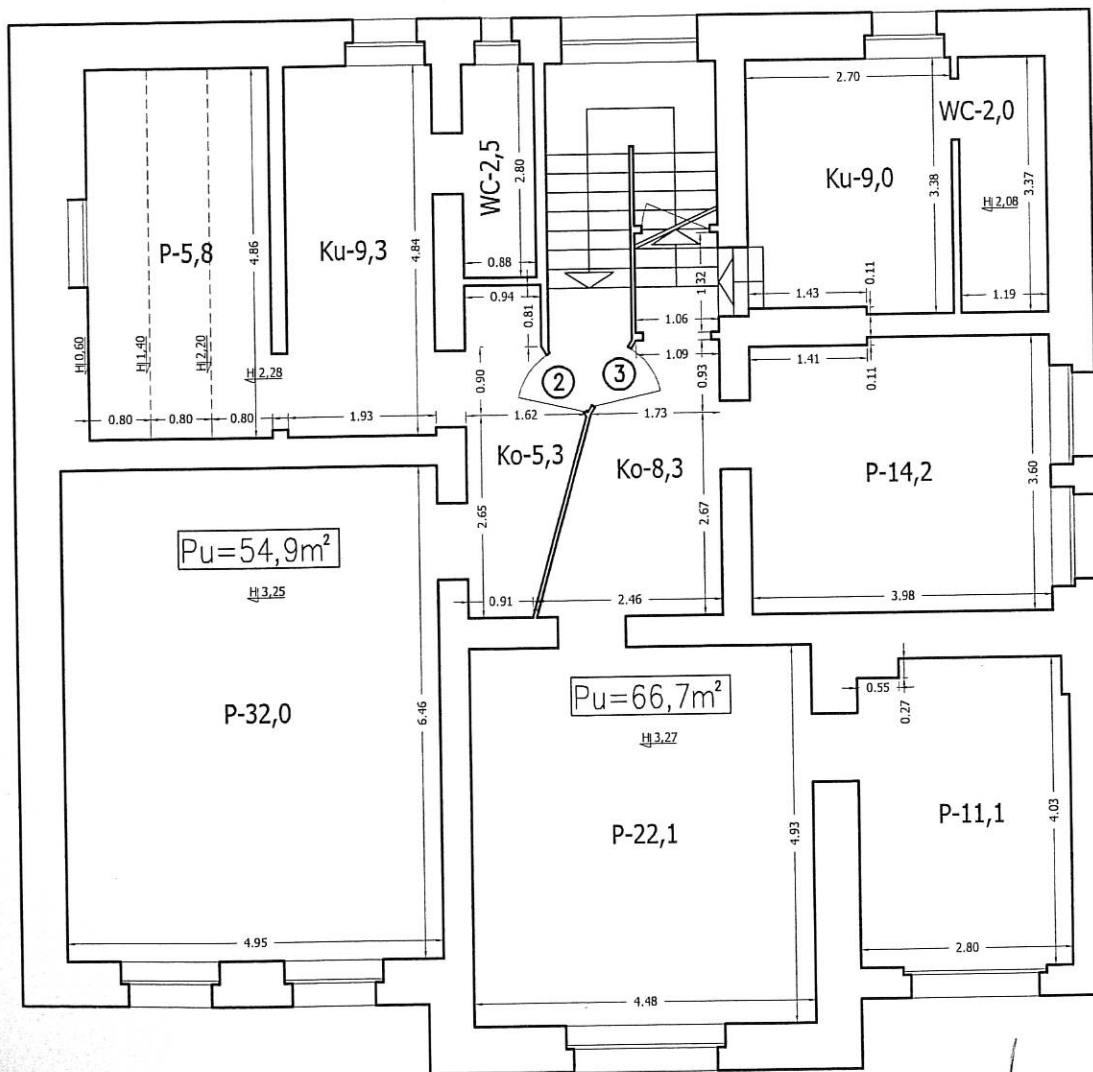 2.70
WC-2,0
WC-2,5
2.80
Ku-9,0
3.38
3.37
H 2,08
P-5,8
4.86
Ku-9,3
4.84
0.88
0.94
0.81
1.32
1.43
0.11
1.19
1.06
1.09
0.93
1.41
0.11
H 0,60
H 1,40
H 2,20
H 2,28
0.90
2
3
0.80
0.80
0.80
1.93
1.62
1.73
Ko-5,3
Ko-8,3
P-14,2
3.60
2.65
2.67
Pu=54,9m²
H 3,25
0.91
2.46
3.98
P-32,0
6.46
Pu=66,7m²
H 3,27
0.55
0.27
P-22,1
4.93
P-11,1
4.03
4.95
2.80
4.48